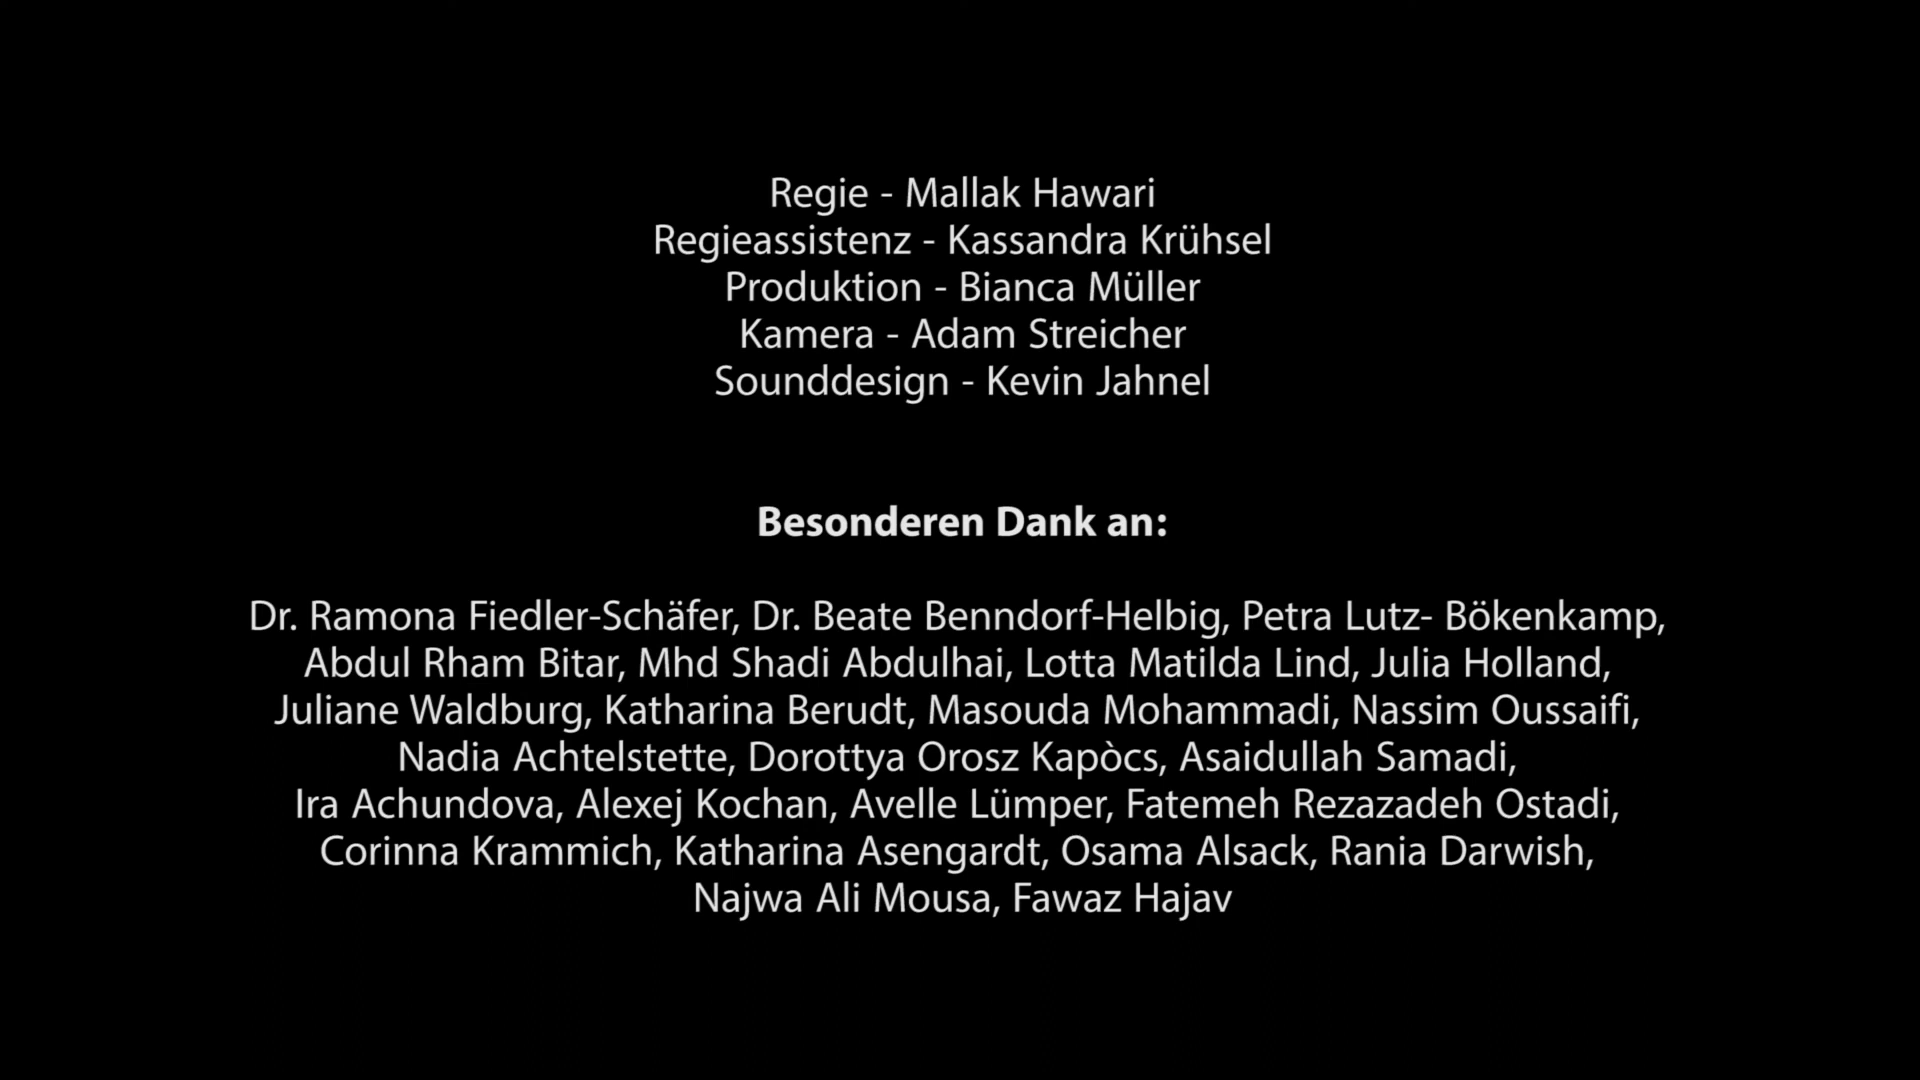 Regie - Mallak Hawari
Regieassistenz - Kassandra Krühsel
Produktion - Bianca Müller
Kamera - Adam Streicher
Sounddesign - Kevin Jahnel
Besonderen Dank an:
Dr. Ramona Fiedler-Schäfer, Dr. Beate Benndorf-Helbig, Petra Lutz- Bökenkamp,
Abdul Rham Bitar, Mhd Shadi Abdulhai, Lotta Matilda Lind, Julia Holland,
Juliane Waldburg, Katharina Berudt, Masouda Mohammadi, Nassim Oussaifi,
Nadia Achtelstette, Dorottya Orosz Kapòcs, Asaidullah Samadi,
Ira Achundova, Alexej Kochan, Avelle Lümper, Fatemeh Rezazadeh Ostadi,
Corinna Krammich, Katharina Asengardt, Osama Alsack, Rania Darwish,
Najwa Ali Mousa, Fawaz Hajav